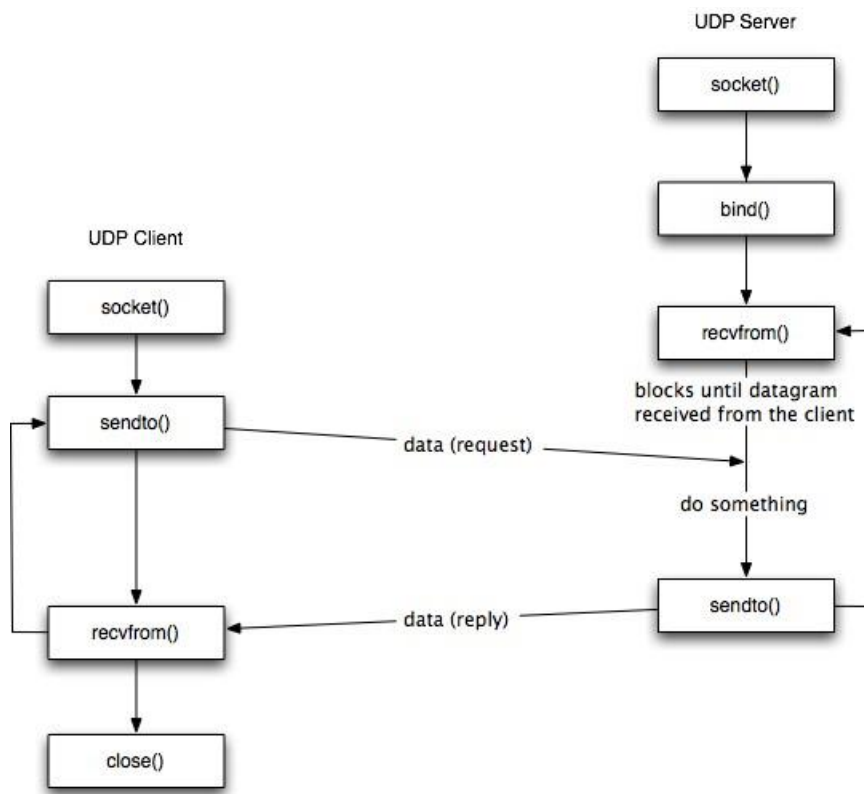 UDP Server
socket()
bind()
UDP Client
socket()
recvfrom()
blocks until datagram
received from the client
sendto()
data (request)
do something
sendto()
data (reply)
recvfrom()
close()